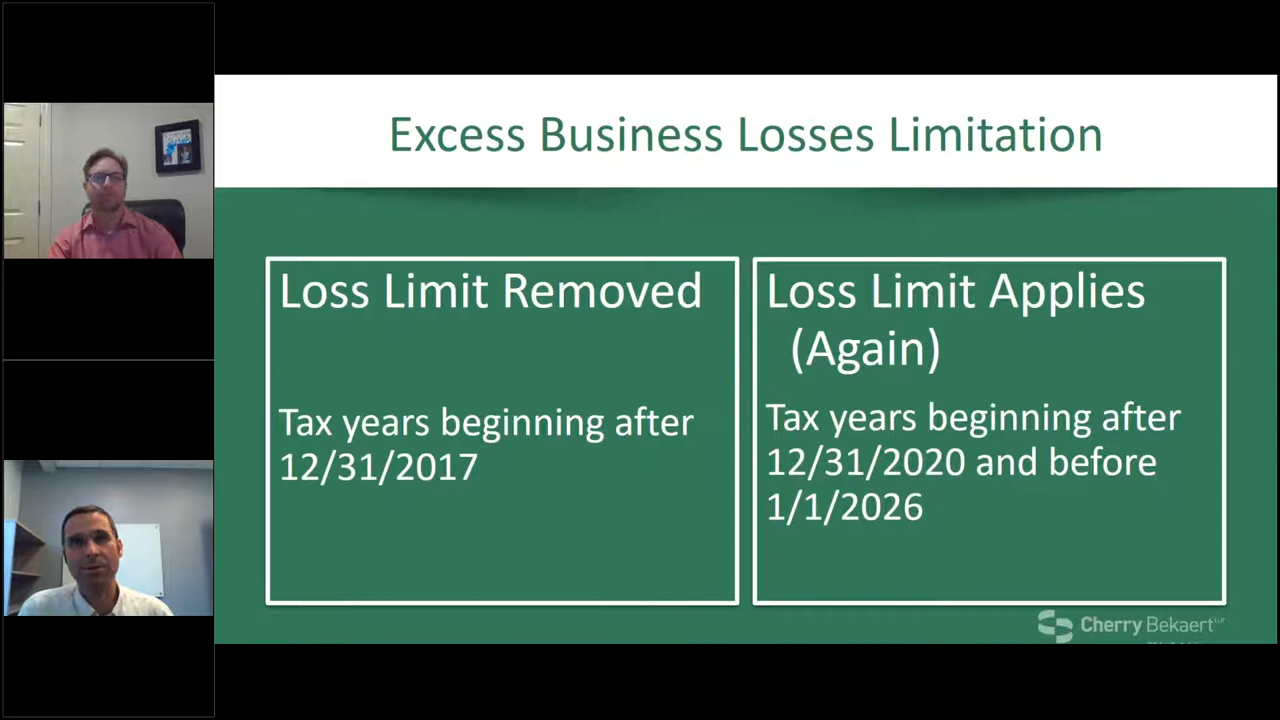 Excess Business Losses Limitation
Loss Limit Removed
Tax years beginning after
12/31/2017
Loss Limit Applies
(Again)
Tax years beginning after
12/31/2020 and before
1/1/2026
Cherry Bekaert LLP